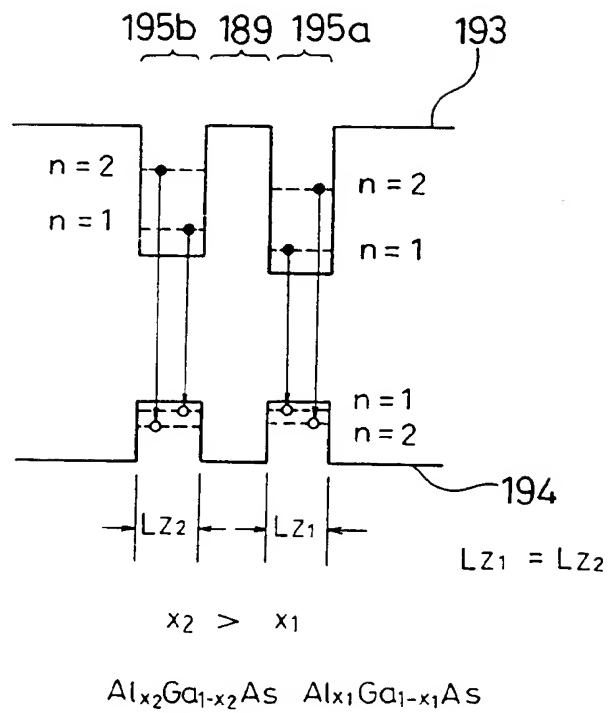 195b 189 195a
193
n = 2
n = 2
n = 1
n = 1
n = 1
n = 2
194
Lz₂ Lz₁
Lz₁ = Lz₂
x₂ > x₁
Alx₂Ga₁₋x₂As Alx₁Ga₁₋x₁As